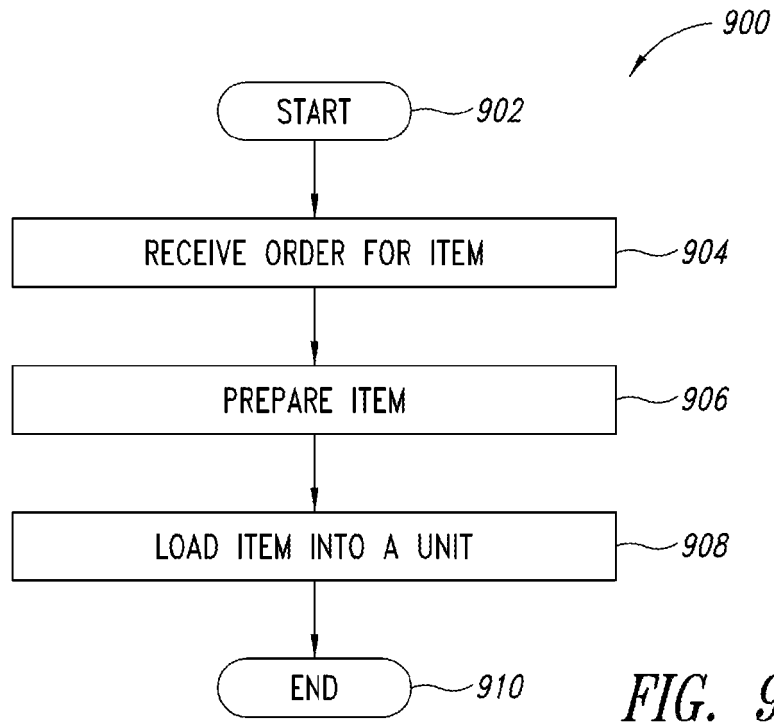 900
START 902
RECEIVE ORDER FOR ITEM 904
PREPARE ITEM 906
LOAD ITEM INTO A UNIT 908
END 910
FIG. 9